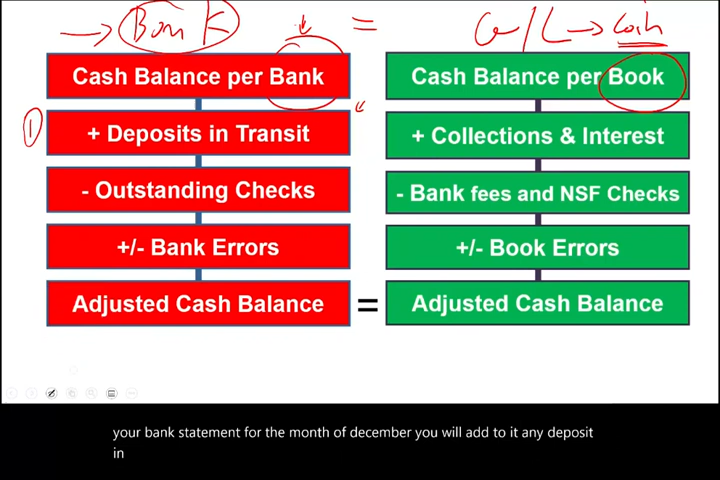 Bank = G/L → Cash
Cash Balance per Bank
Cash Balance per Book
1
+ Deposits in Transit
+ Collections & Interest
- Outstanding Checks
- Bank fees and NSF Checks
+/- Bank Errors
+/- Book Errors
Adjusted Cash Balance = Adjusted Cash Balance
your bank statement for the month of december you will add to it any deposit
in